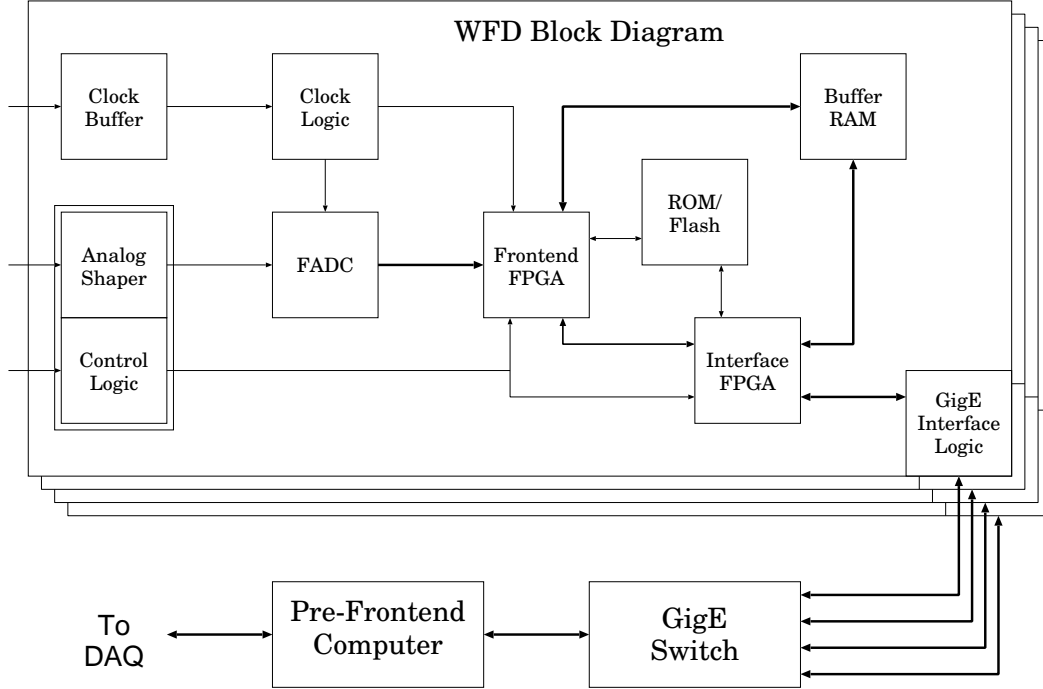 WFD Block Diagram
Clock
Buffer
Clock
Logic
Buffer
RAM
ROM/
Flash
Analog
Shaper
FADC
Frontend
FPGA
Control
Logic
Interface
FPGA
GigE
Interface
Logic
To
DAQ
Pre-Frontend
Computer
GigE
Switch